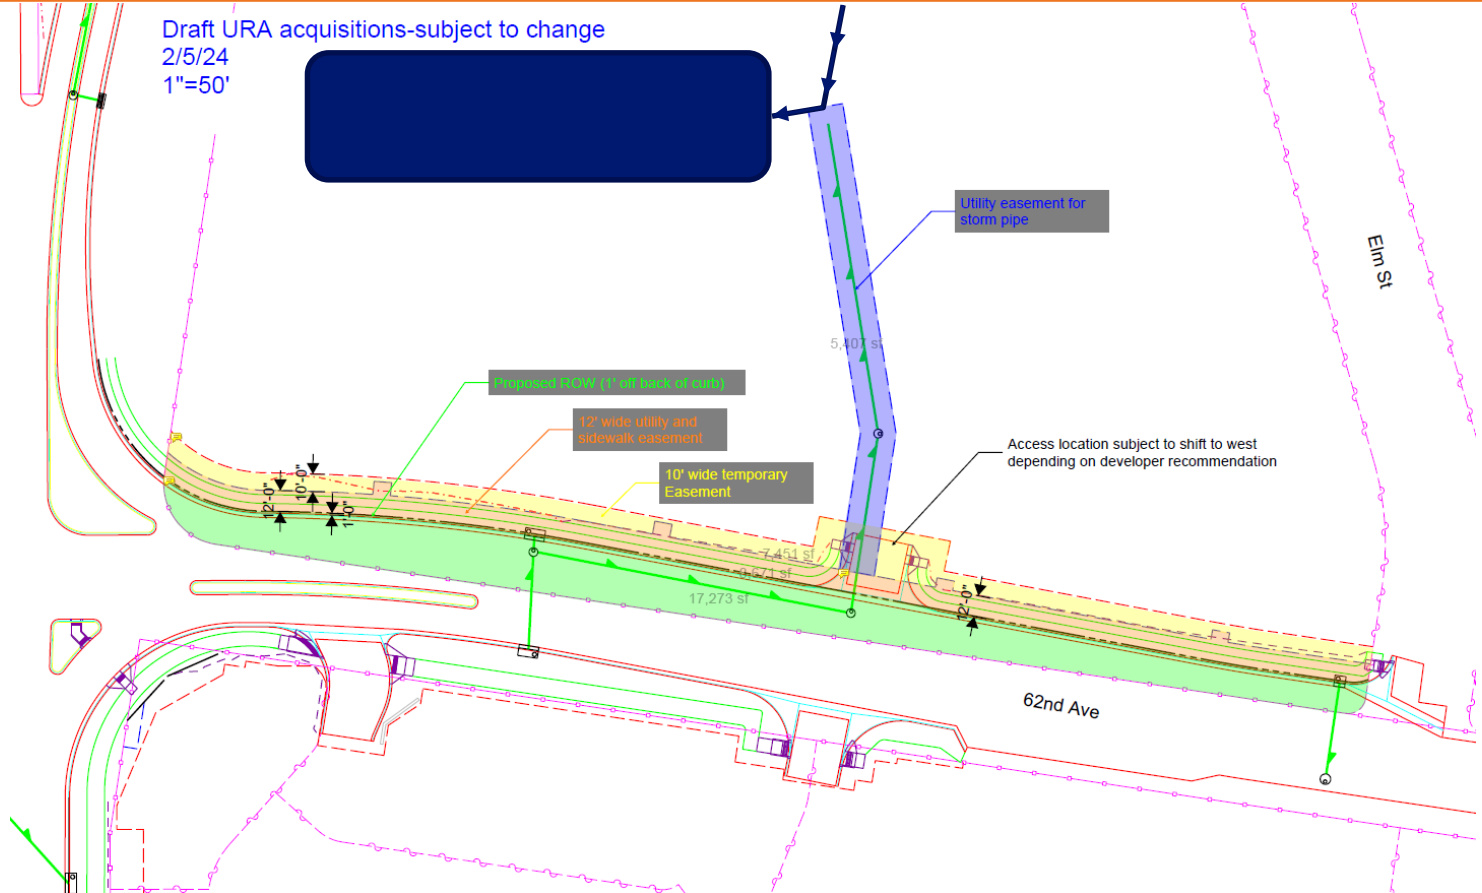 Draft URA acquisitions-subject to change
2/5/24
1"=50'
Utility easement for
storm pipe
Elm St
5,407 sf
Proposed ROW (1' off back of curb)
12' wide utility and
sidewalk easement
Access location subject to shift to west
depending on developer recommendation
10' wide temporary
Easement
10'-0"
12'-0"
1'-0"
7,451 sf
17,273 sf
12'-0"
62nd Ave